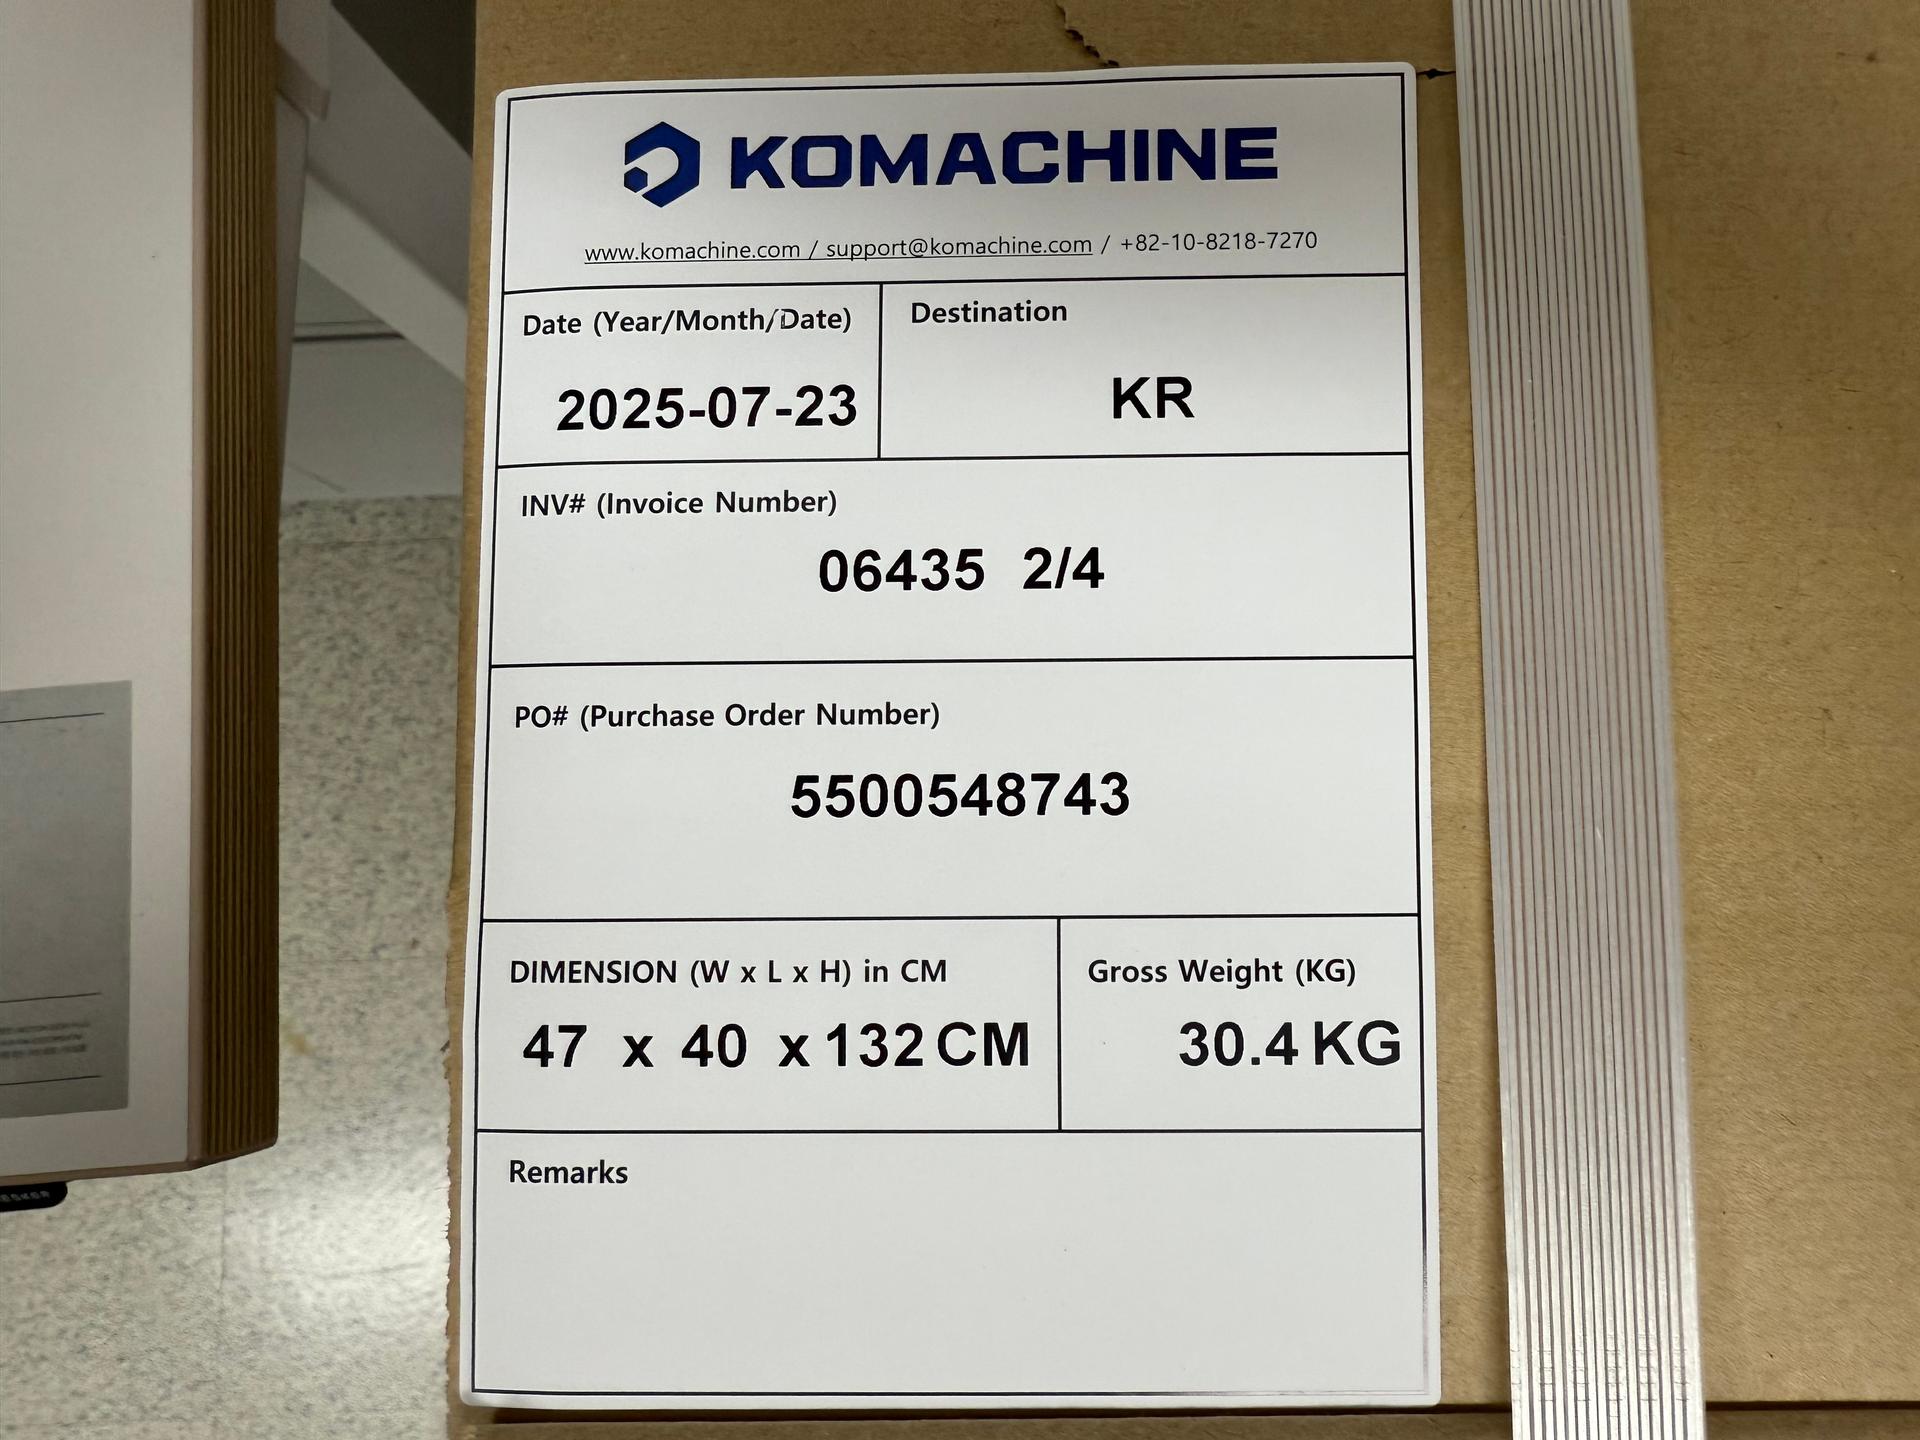 KOMACHINE
www.komachine.com / support@komachine.com / +82-10-8218-7270
Date (Year/Month/Date)
2025-07-23
Destination
KR
INV# (Invoice Number)
06435 2/4
PO# (Purchase Order Number)
5500548743
DIMENSION (W x L x H) in CM
47 x 40 x 132 CM
Gross Weight (KG)
30.4 KG
Remarks